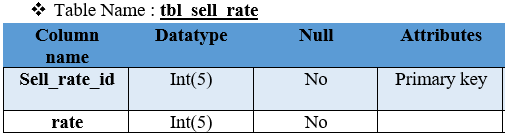 ❖ Table Name : tbl_sell_rate
Column name Datatype Null Attributes
Sell_rate_id Int(5) No Primary key
rate Int(5) No